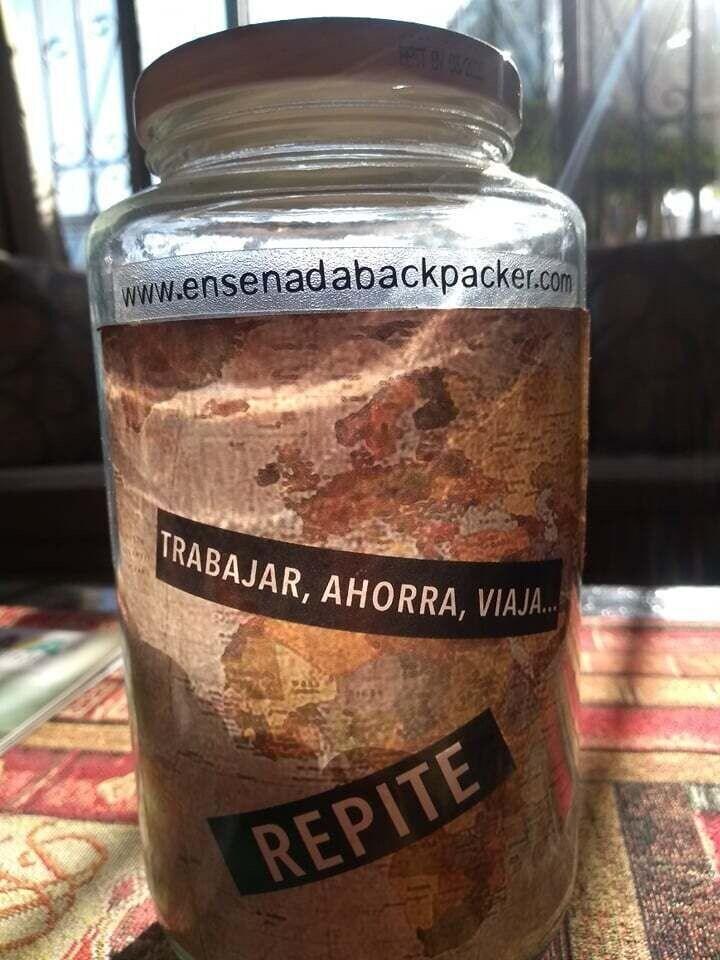 www.ensenadabackpacker.com
TRABAJAR, AHORRA, VIAJA...
REPITE